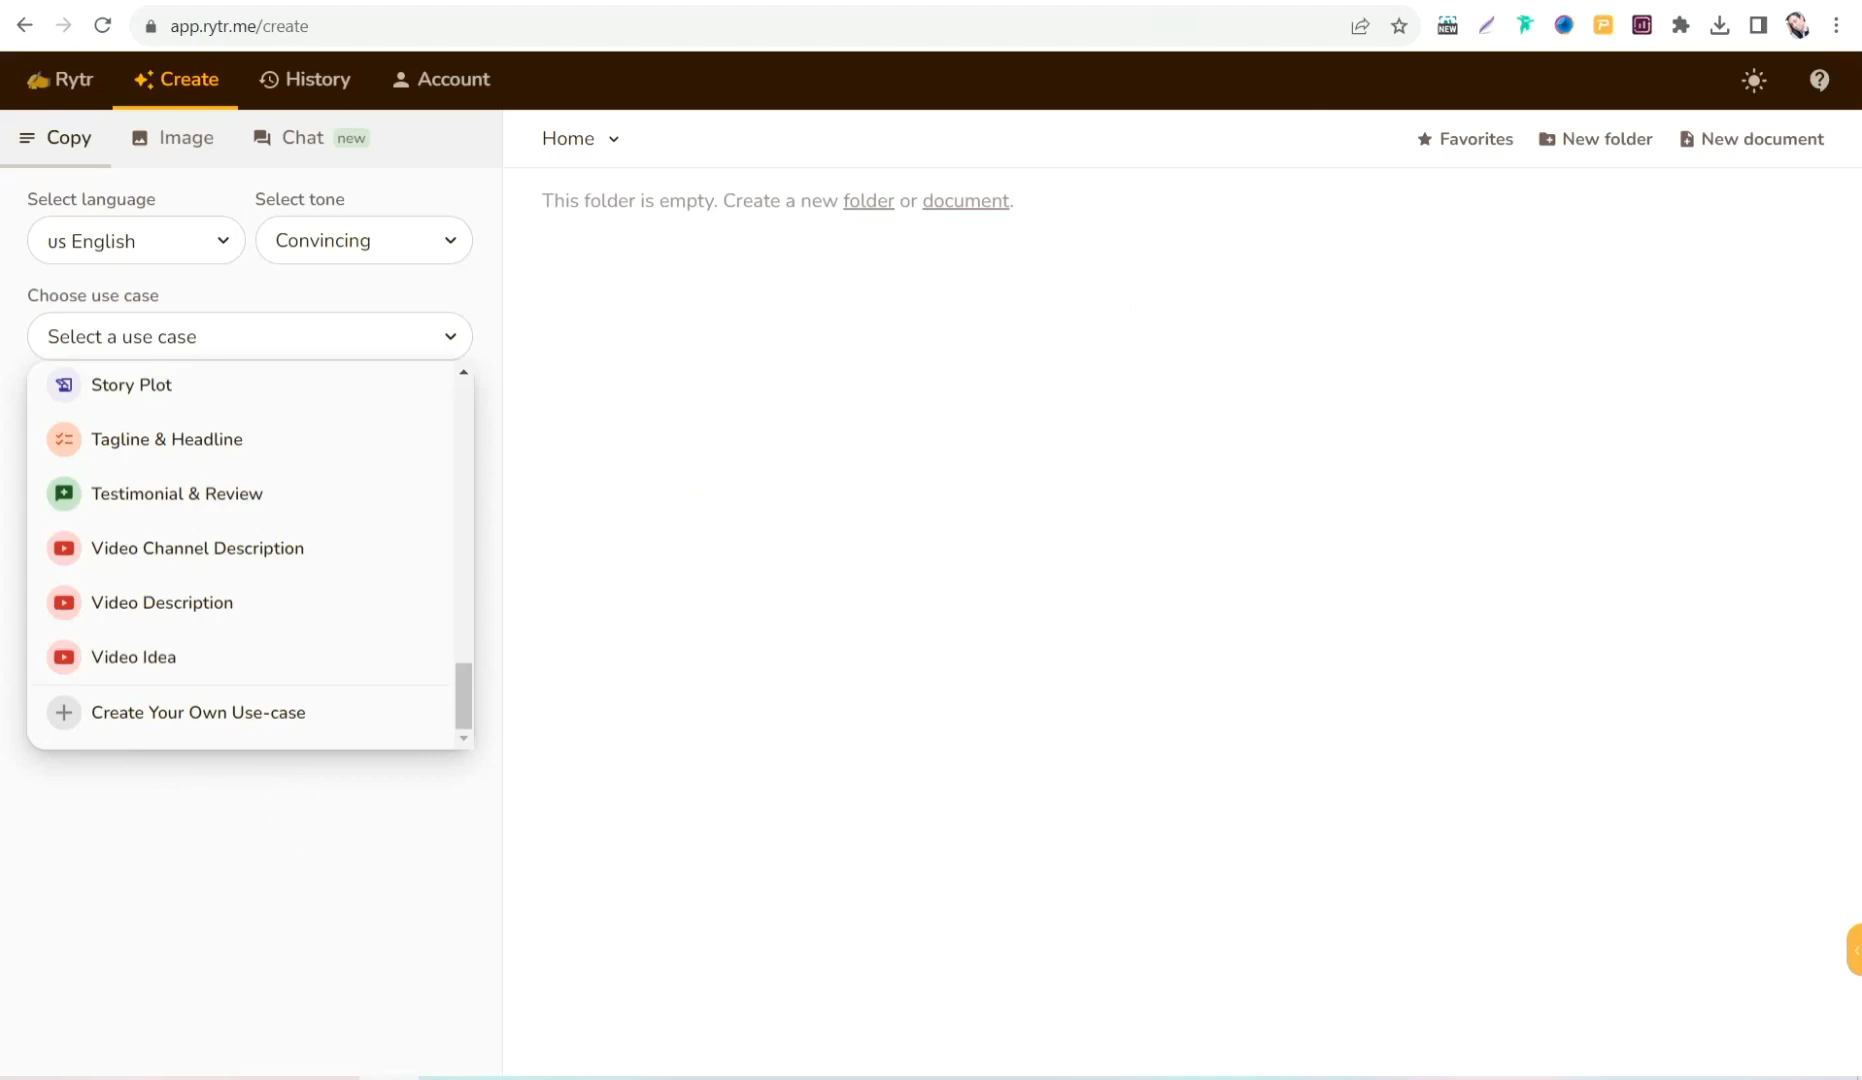 app.rytr.me/create
NEW
Rytr
Create
History
Account
Copy
Image
Chat new
Home
Favorites
New folder
New document
Select language
Select tone
us English
Convincing
This folder is empty. Create a new folder or document.
Choose use case
Select a use case
Story Plot
Tagline & Headline
Testimonial & Review
Video Channel Description
Video Description
Video Idea
Create Your Own Use-case